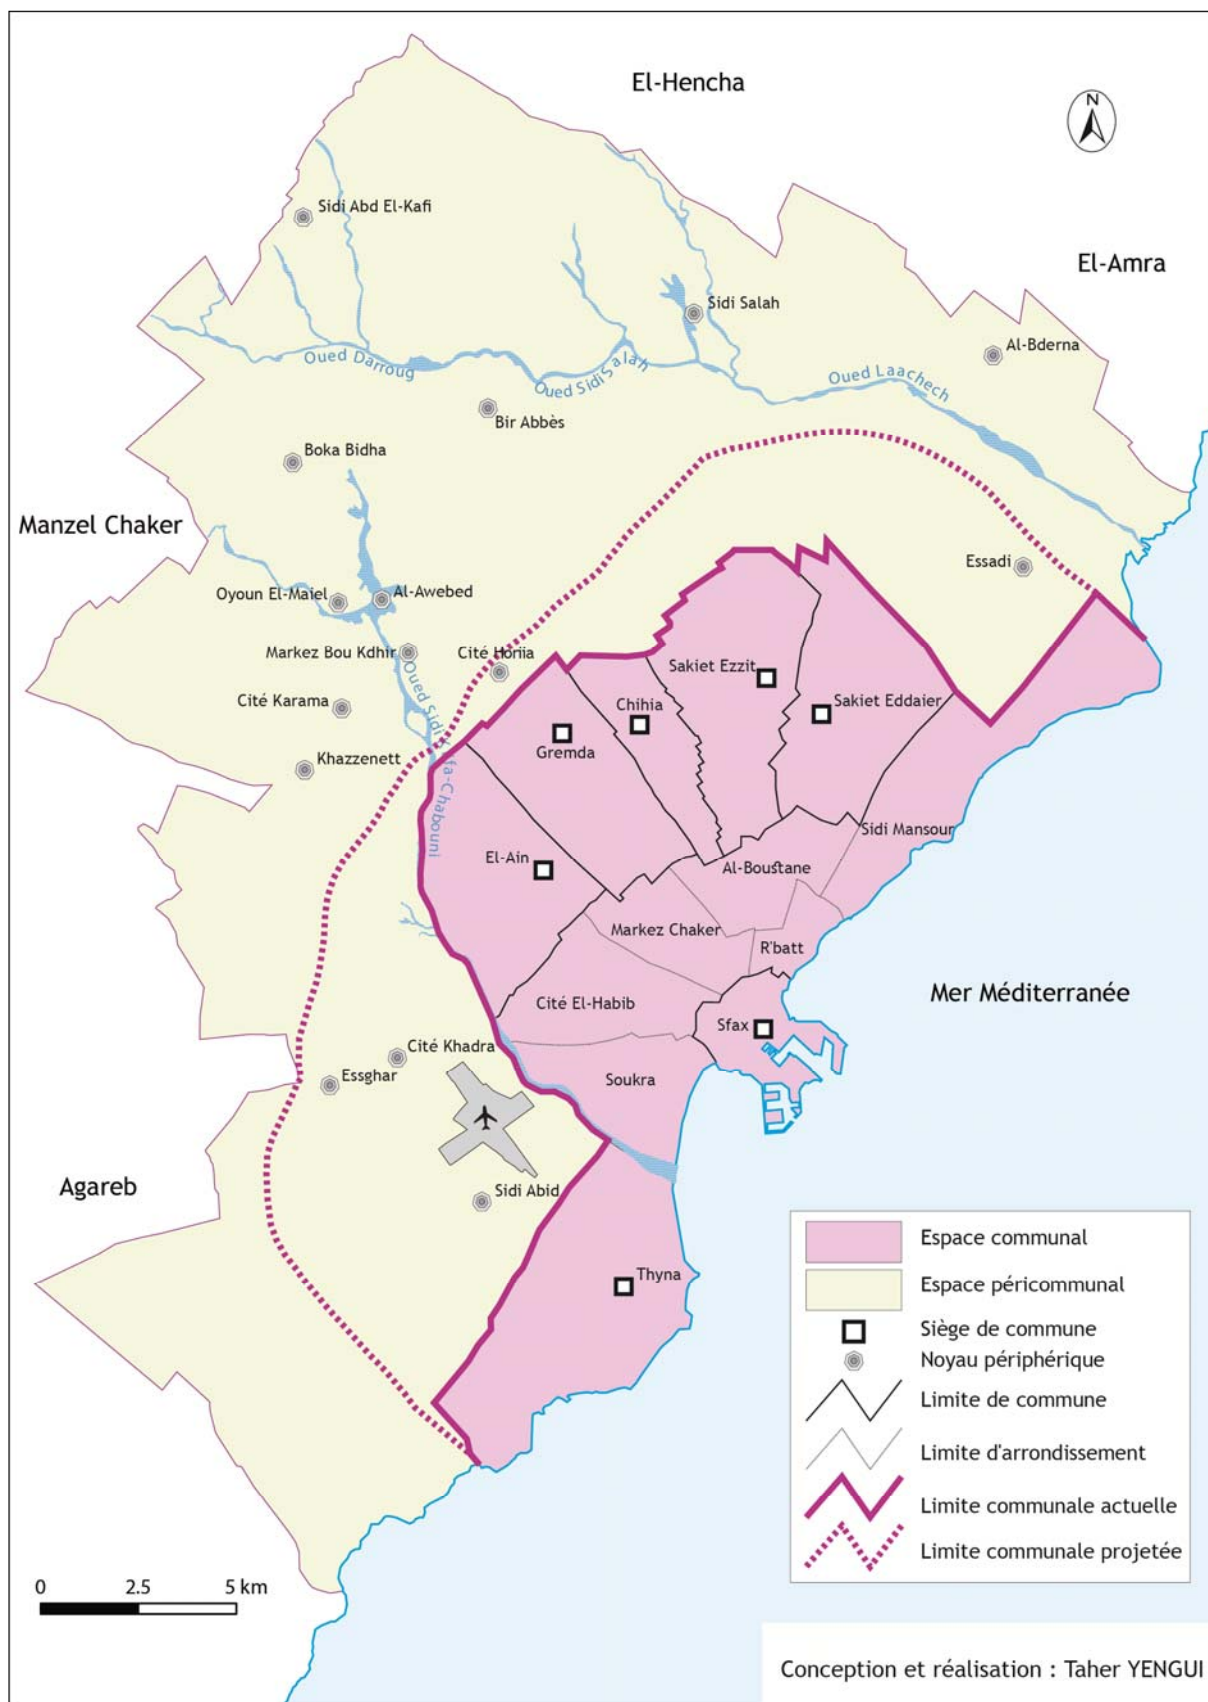 El-Hencha
N
Sidi Abd El-Kafi
El-Amra
Sidi Salah
Al-Bderna
Oued Darroug
Oued Sidi Salah
Oued Laachech
Bir Abbès
Boka Bidha
Manzel Chaker
Essadi
Oyoun El-Maiel
Al-Awebed
Markez Bou Kdhir
Cité Horiia
Sakiet Ezzit
Cité Karama
Chihia
Sakiet Eddaier
Gremda
Khazzenett
Oued Sidi
fa-Chabouni
Sidi Mansour
El-Ain
Al-Boustane
Markez Chaker
R'batt
Mer Méditerranée
Cité El-Habib
Sfax
Cité Khadra
Essghar
Soukra
Agareb
Sidi Abid
Thyna
Espace communal
Espace péricommunal
Siège de commune
Noyau périphérique
Limite de commune
Limite d'arrondissement
Limite communale actuelle
Limite communale projetée
0 2.5 5 km
Conception et réalisation : Taher YENGUI